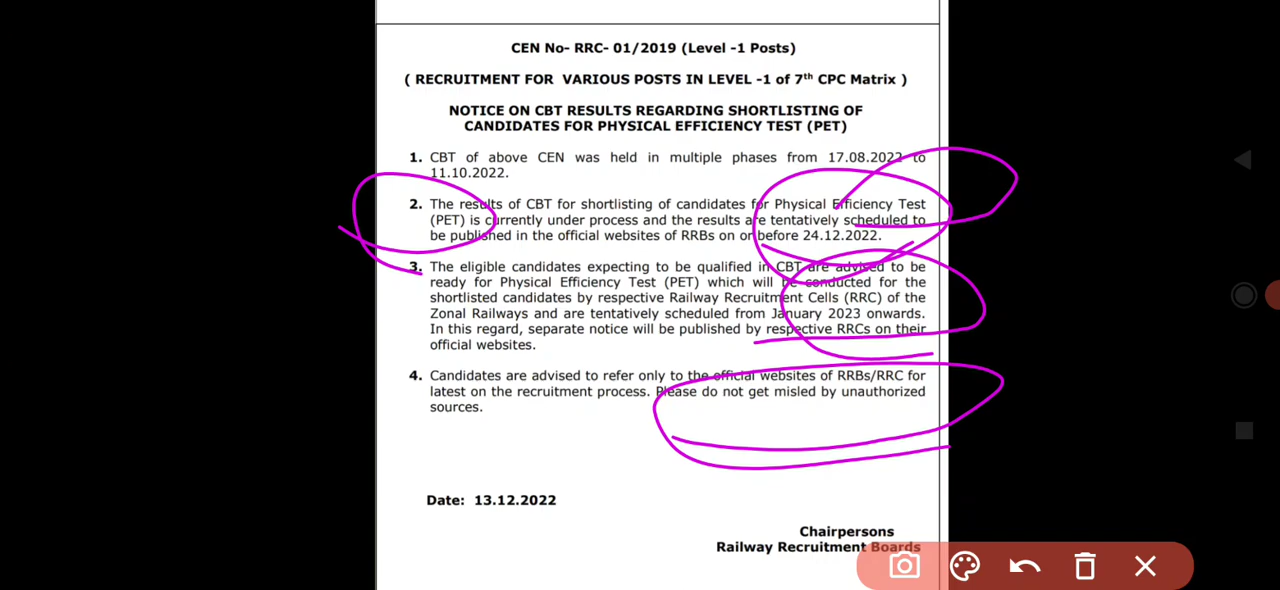 CEN No- RRC- 01/2019 (Level -1 Posts)
( RECRUITMENT FOR VARIOUS POSTS IN LEVEL -1 of 7th CPC Matrix )
NOTICE ON CBT RESULTS REGARDING SHORTLISTING OF
CANDIDATES FOR PHYSICAL EFFICIENCY TEST (PET)
1. CBT of above CEN was held in multiple phases from 17.08.2022 to
11.10.2022.
2. The results of CBT for shortlisting of candidates for Physical Efficiency Test
(PET) is currently under process and the results are tentatively scheduled to
be published in the official websites of RRBs on or before 24.12.2022.
3. The eligible candidates expecting to be qualified in CBT are advised to be
ready for Physical Efficiency Test (PET) which will be conducted for the
shortlisted candidates by respective Railway Recruitment Cells (RRC) of the
Zonal Railways and are tentatively scheduled from January 2023 onwards.
In this regard, separate notice will be published by respective RRCs on their
official websites.
4. Candidates are advised to refer only to the official websites of RRBs/RRC for
latest on the recruitment process. Please do not get misled by unauthorized
sources.
Date: 13.12.2022
Chairpersons
Railway Recruitment Boards